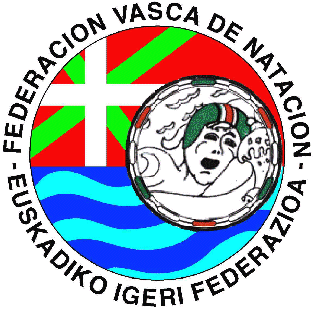 FEDERACION VASCA DE NATACION
- EUSKADIKO IGERI FEDERAZIOA -